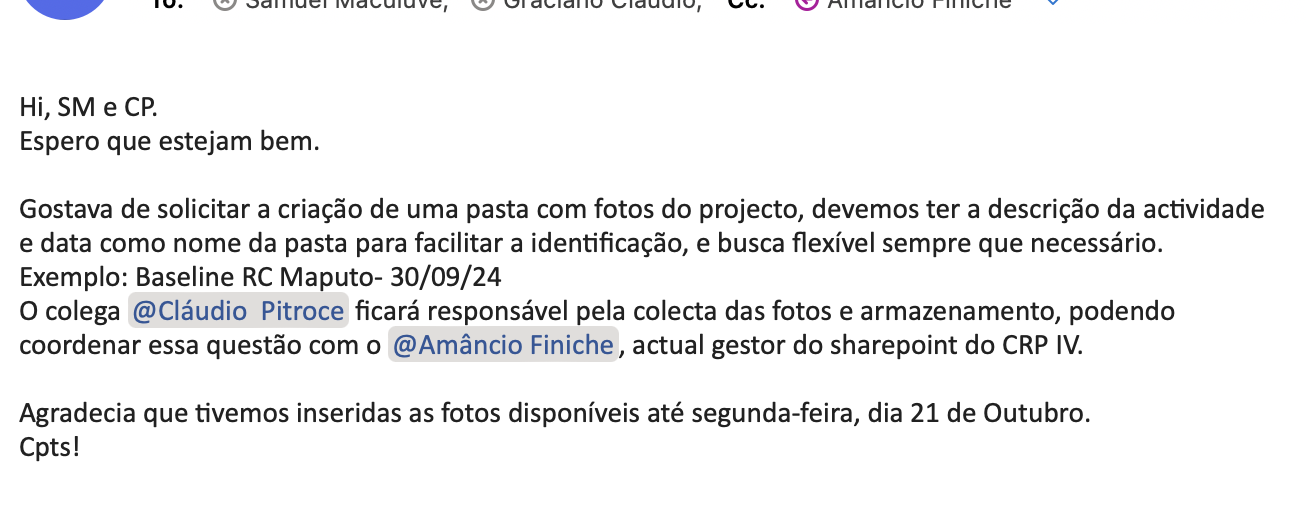 To: Samuel Maculuve, Graciano Claudio, Cc: Amâncio Finiche
Hi, SM e CP.
Espero que estejam bem.
Gostava de solicitar a criação de uma pasta com fotos do projecto, devemos ter a descrição da actividade
e data como nome da pasta para facilitar a identificação, e busca flexível sempre que necessário.
Exemplo: Baseline RC Maputo- 30/09/24
O colega @Cláudio Pitroce ficará responsável pela colecta das fotos e armazenamento, podendo
coordenar essa questão com o @Amâncio Finiche, actual gestor do sharepoint do CRP IV.
Agradecia que tivemos inseridas as fotos disponíveis até segunda-feira, dia 21 de Outubro.
Cpts!